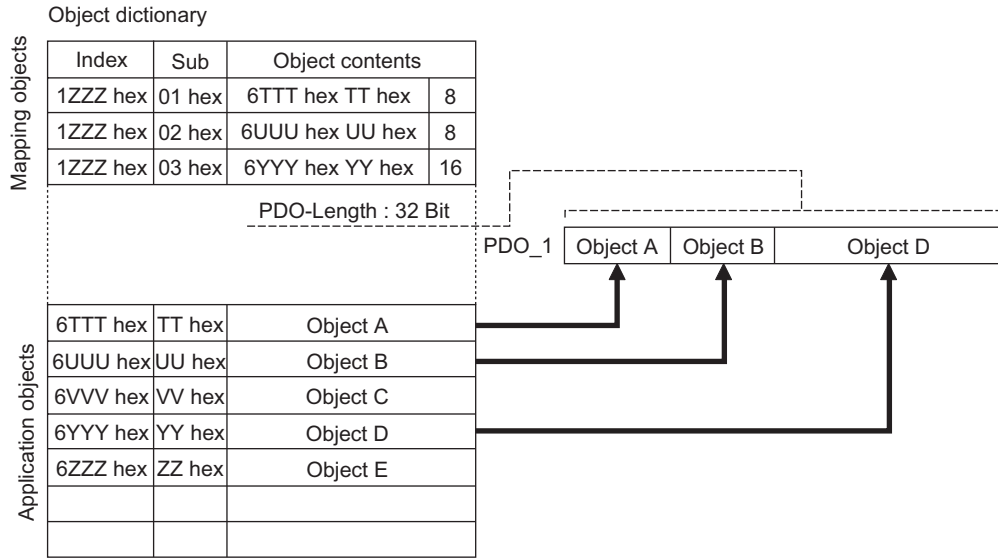 Object dictionary
Mapping objects
Index Sub Object contents
1ZZZ hex 01 hex 6TTT hex TT hex 8
1ZZZ hex 02 hex 6UUU hex UU hex 8
1ZZZ hex 03 hex 6YYY hex YY hex 16
PDO-Length : 32 Bit
PDO_1 Object A Object B Object D
Application objects
6TTT hex TT hex Object A
6UUU hex UU hex Object B
6VVV hex VV hex Object C
6YYY hex YY hex Object D
6ZZZ hex ZZ hex Object E